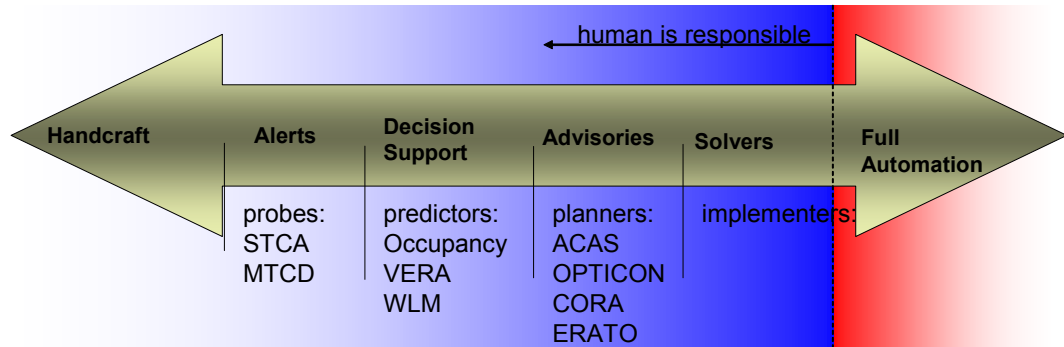 human is responsible
Handcraft
Alerts
Decision
Support
Advisories
Solvers
Full
Automation
probes:
STCA
MTCD
predictors:
Occupancy
VERA
WLM
planners:
ACAS
OPTICON
CORA
ERATO
implementers: